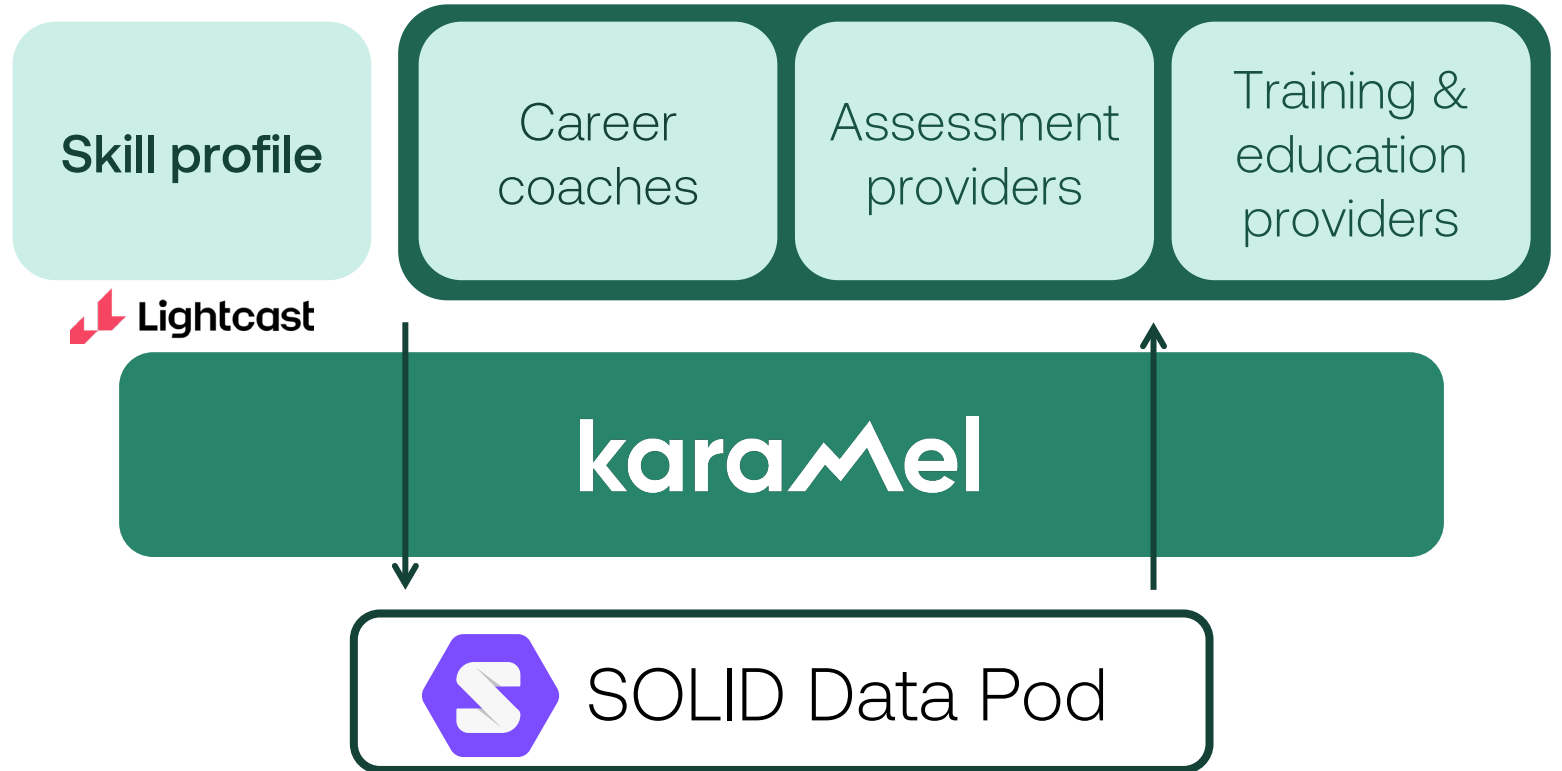 Skill profile
Career
coaches
Assessment
providers
Training &
education
providers
Lightcast
karamel
SOLID Data Pod